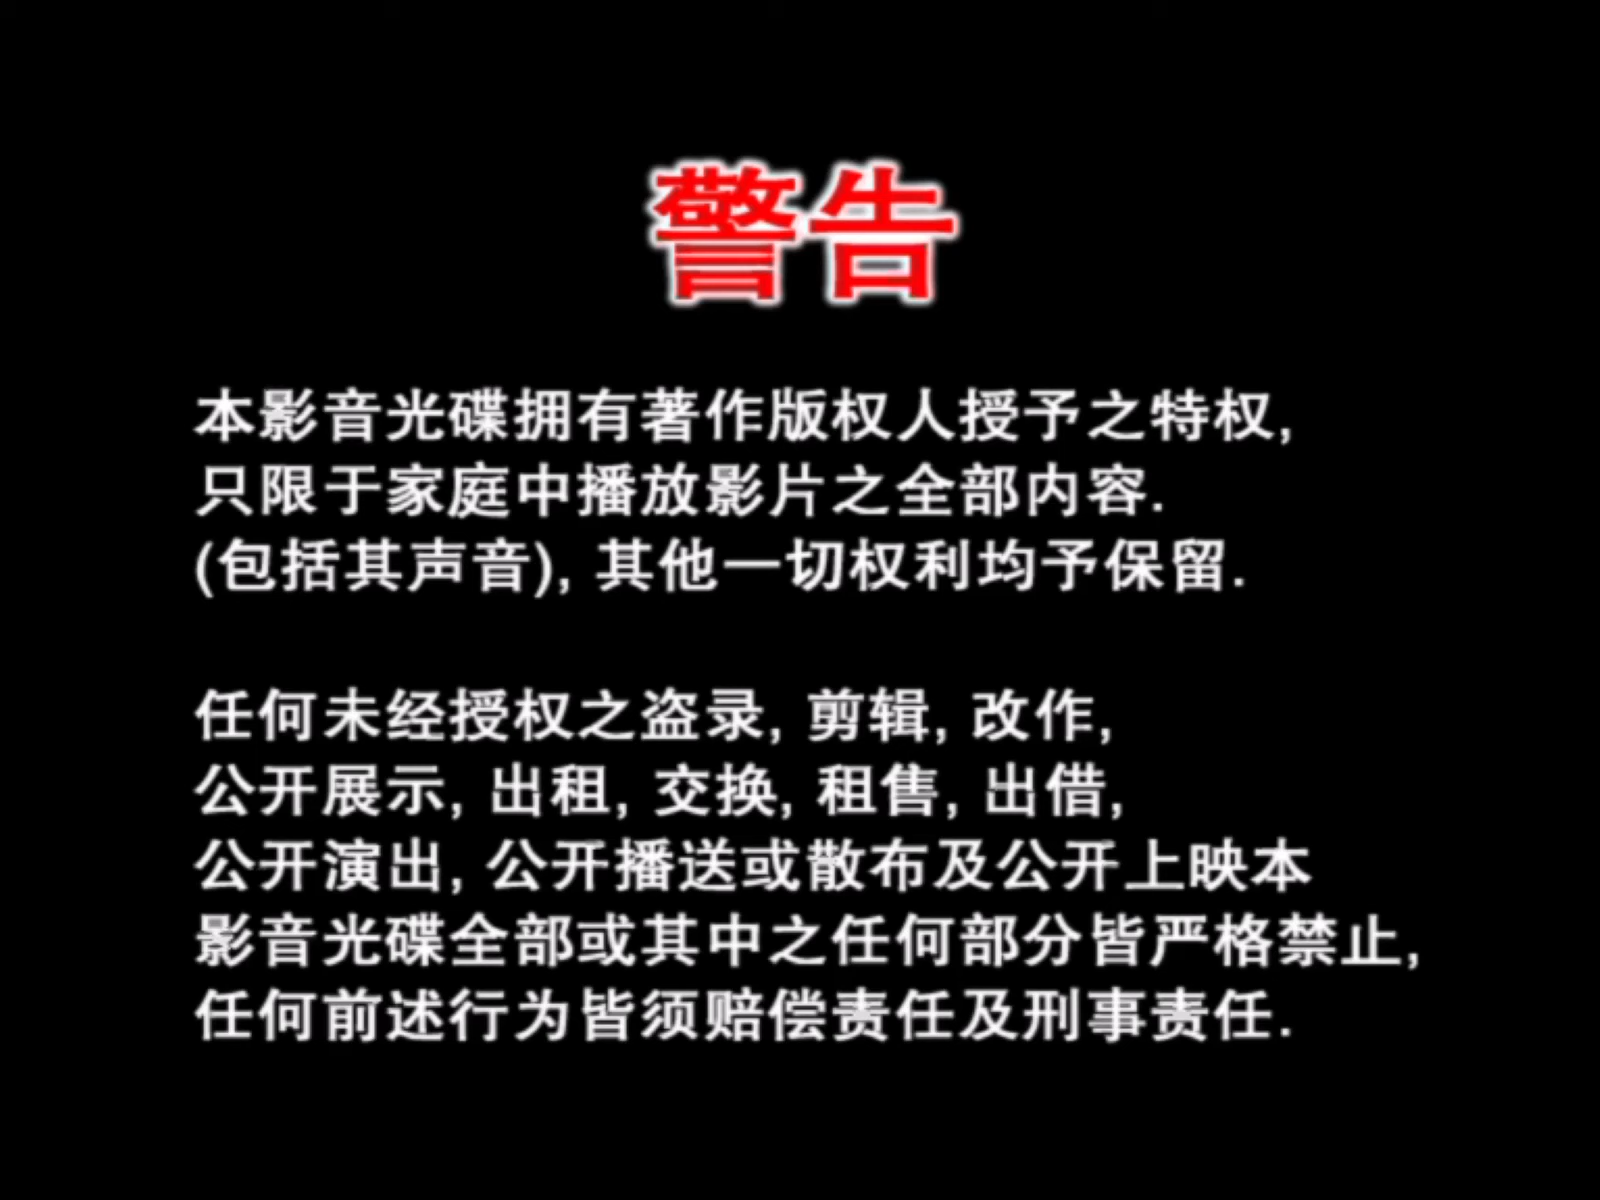 警告
本影音光碟拥有著作版权人授予之特权,
只限于家庭中播放影片之全部内容.
(包括其声音), 其他一切权利均予保留.
任何未经授权之盗录, 剪辑, 改作,
公开展示, 出租, 交换, 租售, 出借,
公开演出, 公开播送或散布及公开上映本
影音光碟全部或其中之任何部分皆严格禁止,
任何前述行为皆须赔偿责任及刑事责任.